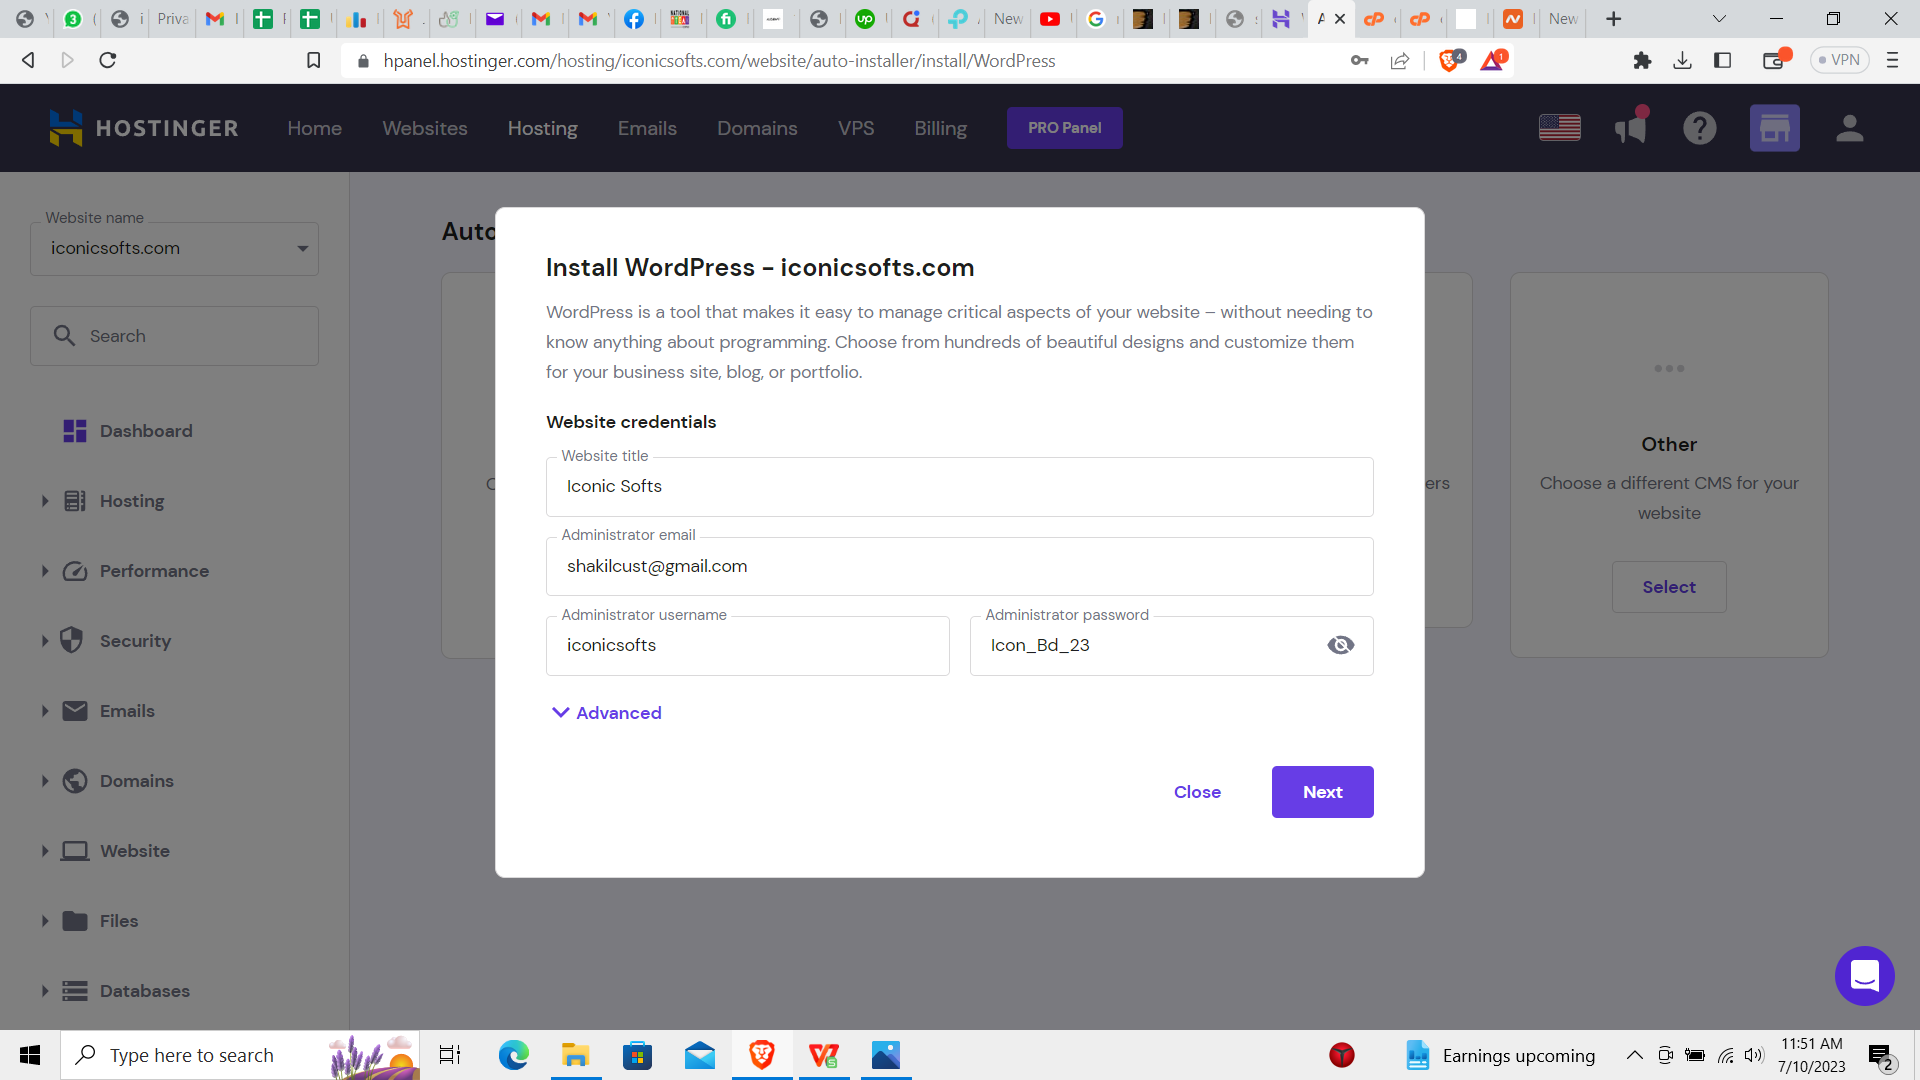 Priva
New
New
hpanel.hostinger.com/hosting/iconicsofts.com/website/auto-installer/install/WordPress
4
1
VPN
HOSTINGER
Home
Websites
Hosting
Emails
Domains
VPS
Billing
PRO Panel
Website name
iconicsofts.com
Search
Dashboard
Hosting
Performance
Security
Emails
Domains
Website
Files
Databases
Auto
Install WordPress - iconicsofts.com
WordPress is a tool that makes it easy to manage critical aspects of your website – without needing to
know anything about programming. Choose from hundreds of beautiful designs and customize them
for your business site, blog, or portfolio.
Website credentials
Website title
Iconic Softs
Administrator email
shakilcust@gmail.com
Administrator username
iconicsofts
Administrator password
Icon_Bd_23
Advanced
Close
Next
ers
Other
Choose a different CMS for your
website
Select
Type here to search
Earnings upcoming
11:51 AM
7/10/2023
2